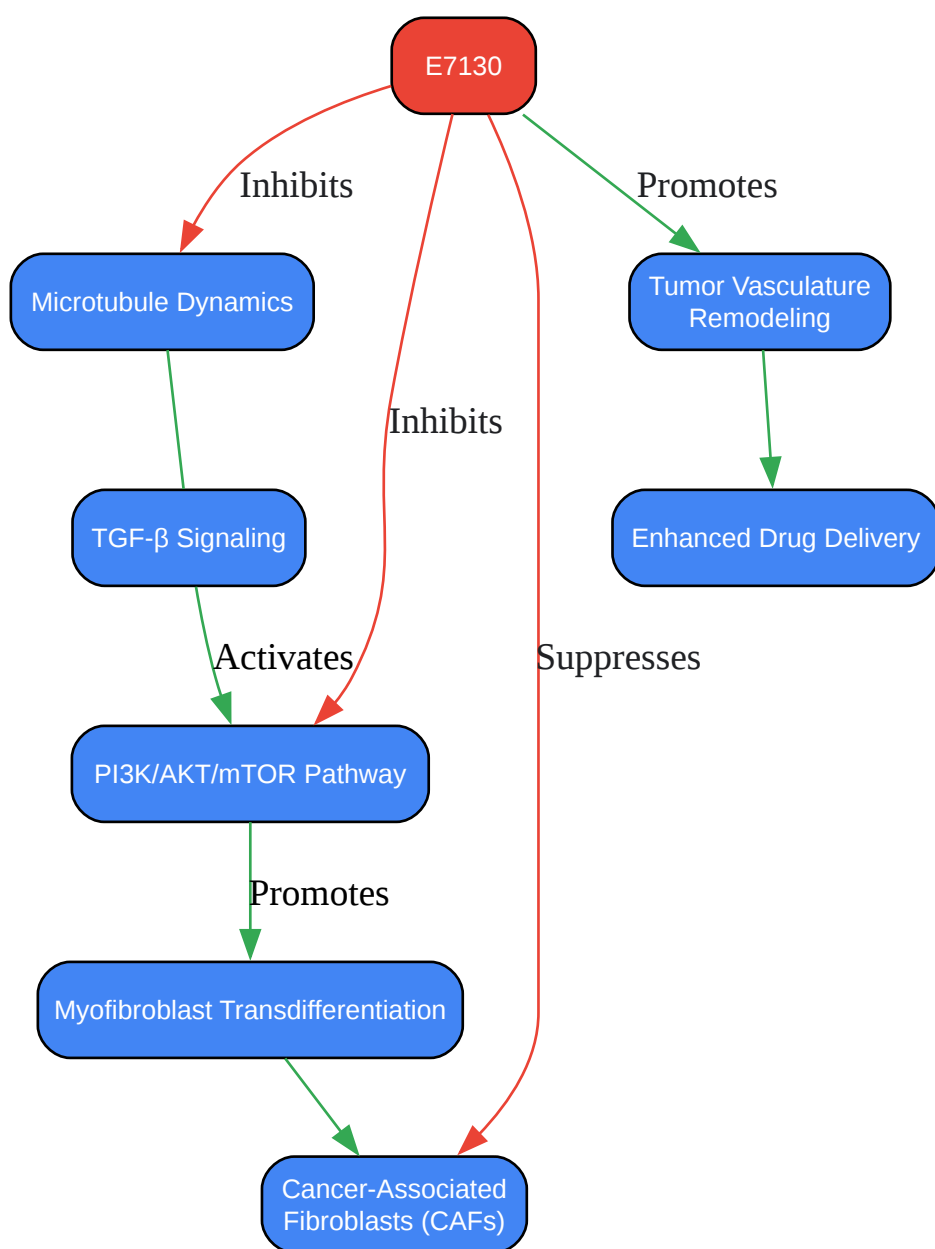 E7130
Inhibits
Promotes
Microtubule Dynamics
Tumor Vasculature
Remodeling
Inhibits
TGF-β Signaling
Enhanced Drug Delivery
Activates
Suppresses
PI3K/AKT/mTOR Pathway
Promotes
Myofibroblast Transdifferentiation
Cancer-Associated
Fibroblasts (CAFs)